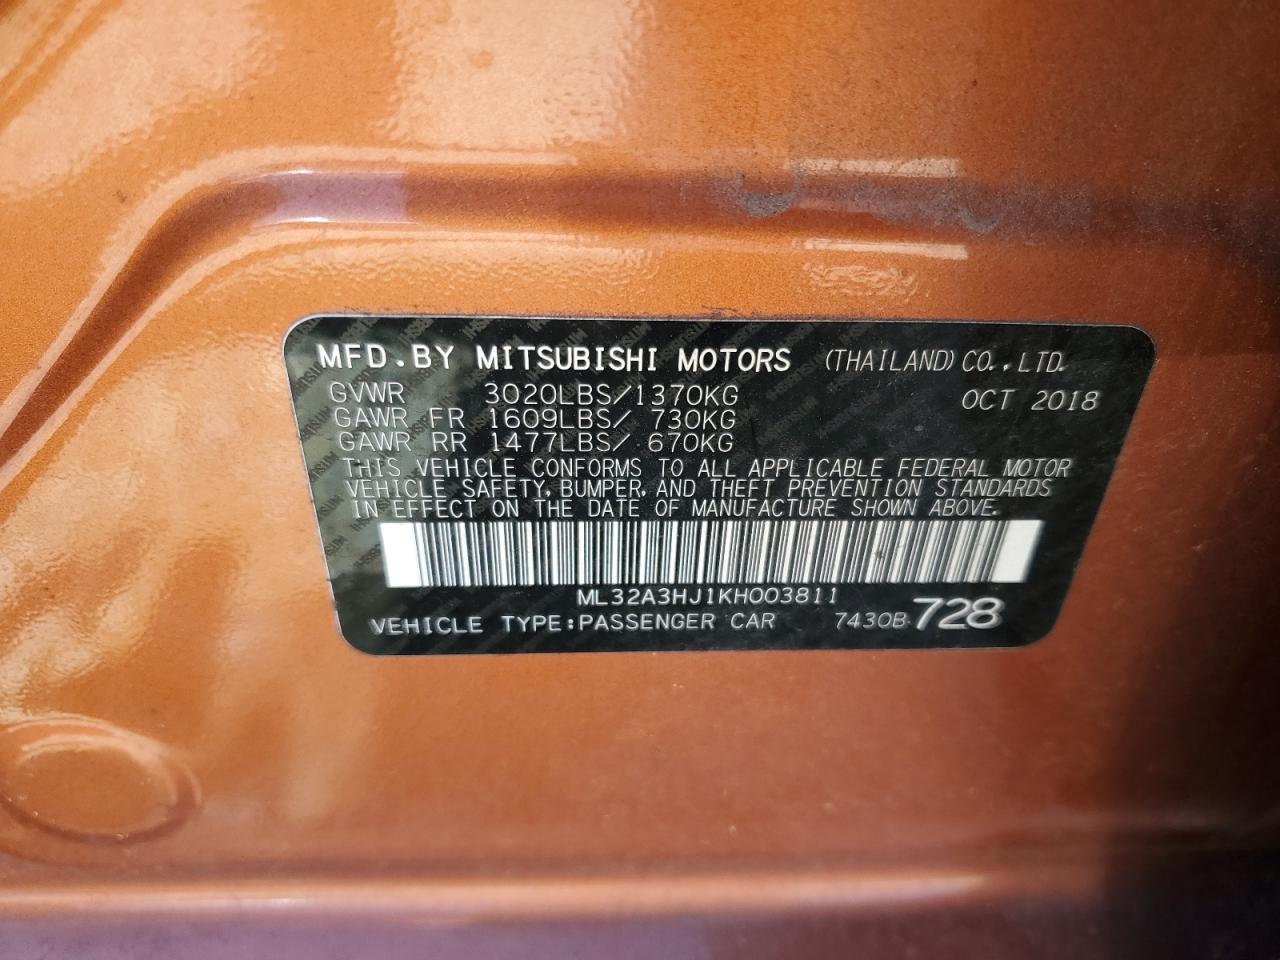 MFD.BY MITSUBISHI MOTORS (THAILAND) CO., LTD.
GVWR 3020LBS/1370KG OCT 2018
GAWR FR 1609LBS/ 730KG
GAWR RR 1477LBS/ 670KG
THIS VEHICLE CONFORMS TO ALL APPLICABLE FEDERAL MOTOR
VEHICLE SAFETY, BUMPER, AND THEFT PREVENTION STANDARDS
IN EFFECT ON THE DATE OF MANUFACTURE SHOWN ABOVE.
ML32A3HJ1KH003811
VEHICLE TYPE:PASSENGER CAR 7430B-728